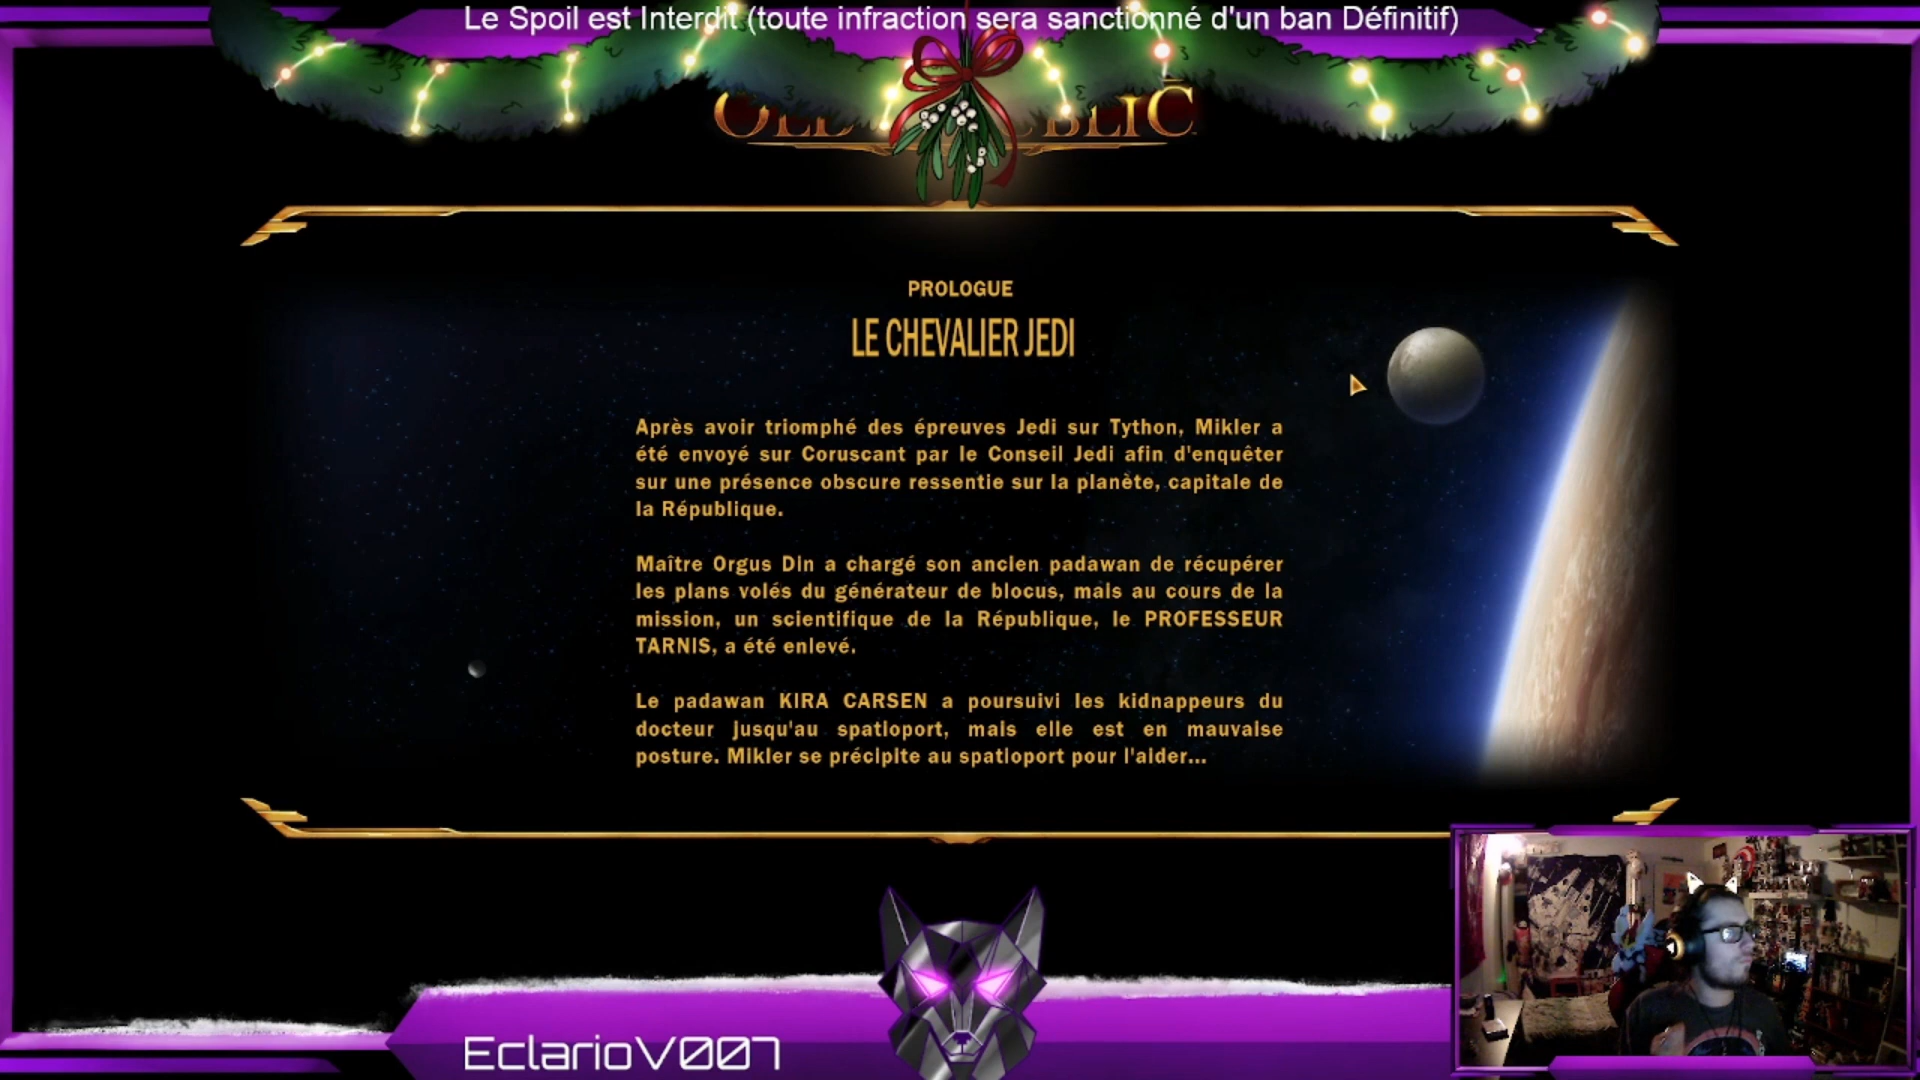 Le Spoil est Interdit (toute infraction sera sanctionné d'un ban Définitif)
OLD BLIC
PROLOGUE
LE CHEVALIER JEDI
Après avoir triomphé des épreuves Jedi sur Tython, Mikler a
été envoyé sur Coruscant par le Conseil Jedi afin d'enquêter
sur une présence obscure ressentie sur la planète, capitale de
la République.
Maître Orgus Din a chargé son ancien padawan de récupérer
les plans volés du générateur de blocus, mais au cours de la
mission, un scientifique de la République, le PROFESSEUR
TARNIS, a été enlevé.
Le padawan KIRA CARSEN a poursuivi les kidnappeurs du
docteur jusqu'au spatioport, mais elle est en mauvaise
posture. Mikler se précipite au spatioport pour l'aider...
EclarioV007